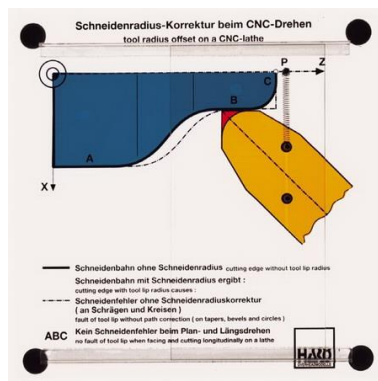 Schneidenradius-Korrektur beim CNC-Drehen
tool radius offset on a CNC-lathe
P
Z
C
B
A
X
Schneidenbahn ohne Schneidenradius cutting edge without tool lip radius
Schneidenbahn mit Schneidenradius ergibt :
cutting edge with tool lip radius causes :
Schneidenfehler ohne Schneidenradiuskorrektur
( an Schrägen und Kreisen )
fault of tool lip without path correction ( on tapers, bevels and circles )
ABC Kein Schneidenfehler beim Plan- und Längsdrehen
no fault of tool lip when facing and cutting longitudinally on a lathe